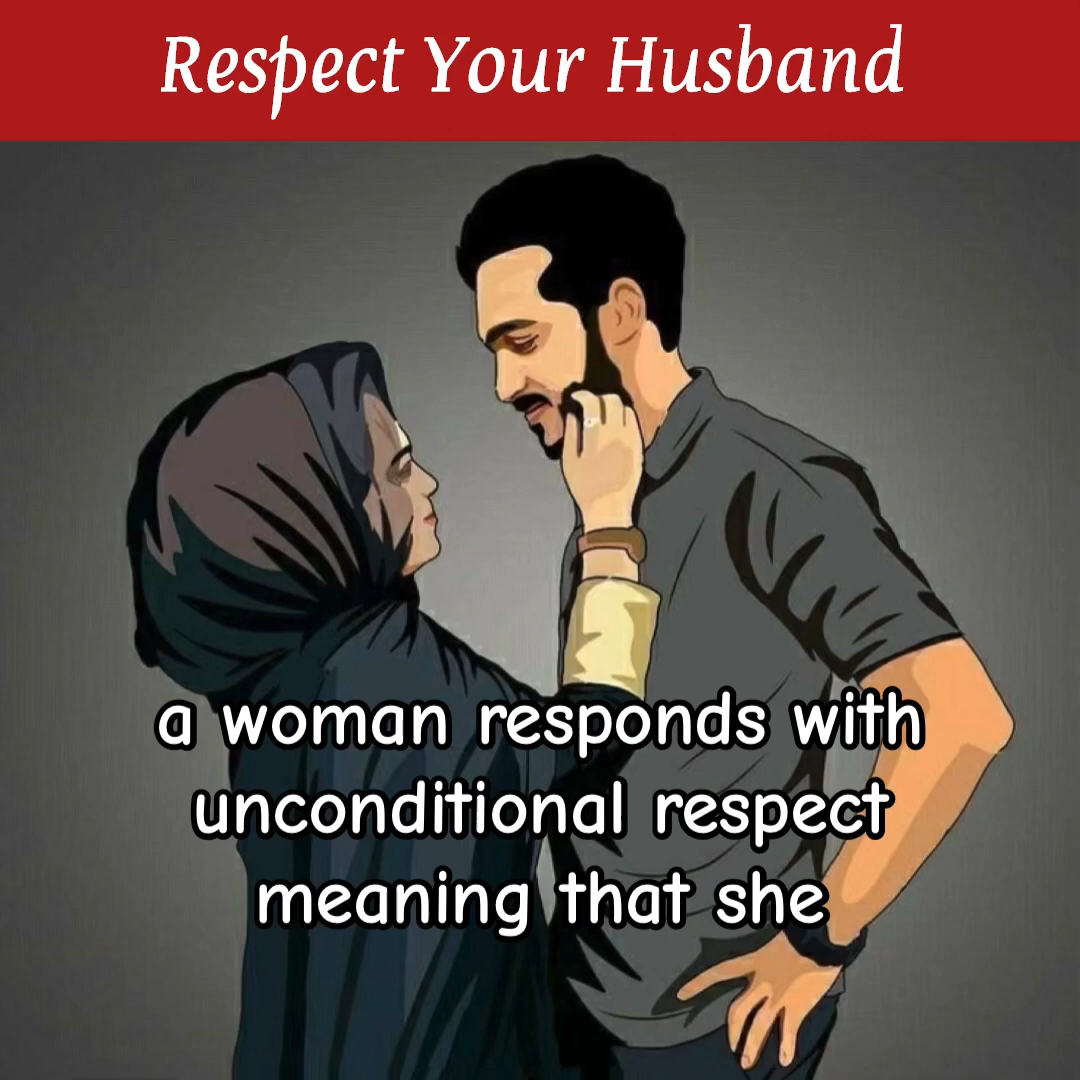 Respect Your Husband
a woman responds with
unconditional respect
meaning that she